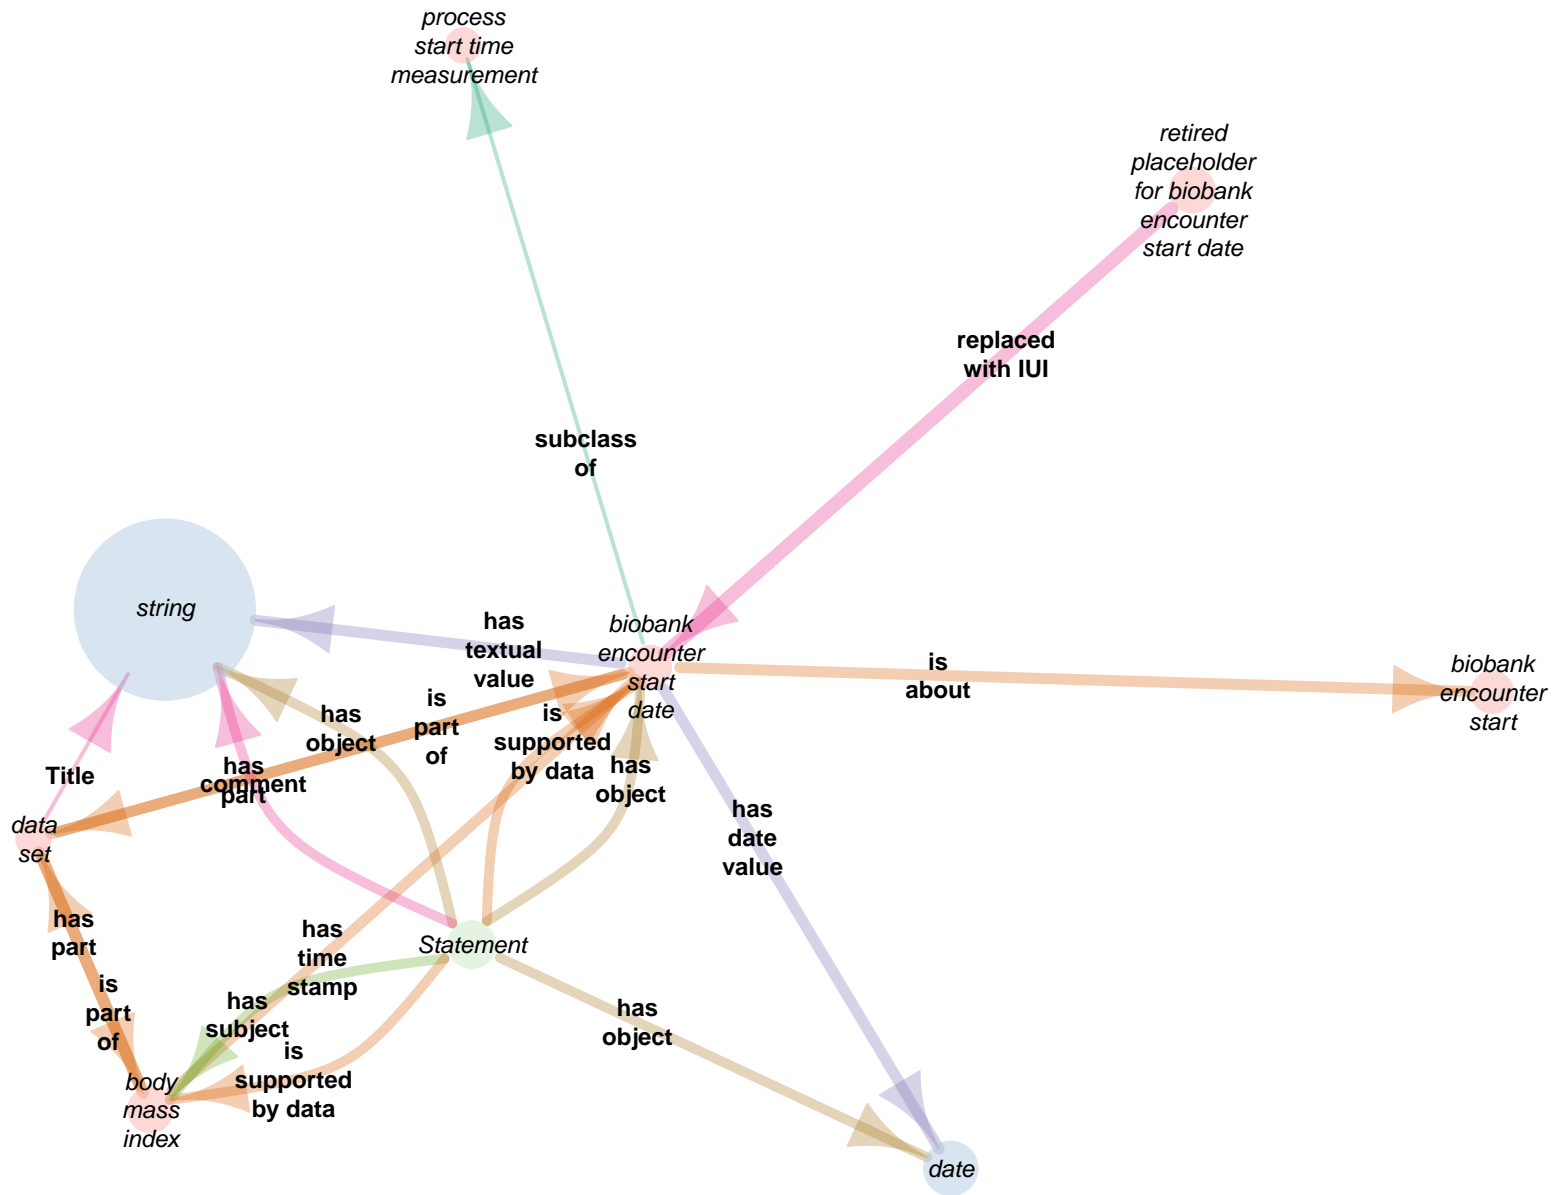 process
start time
measurement
retired
placeholder
for biobank
encounter
start date
replaced
with IUI
subclass
of
string
has
textual
value
biobank
encounter
start
date
is
about
biobank
encounter
start
has
object
is
part
of
is
supported
by data
has
object
Title
has
part
comment
data
set
has
date
value
has
part
is
part
of
has
time
stamp
Statement
has
subject
is
supported
by data
has
object
body
mass
index
date